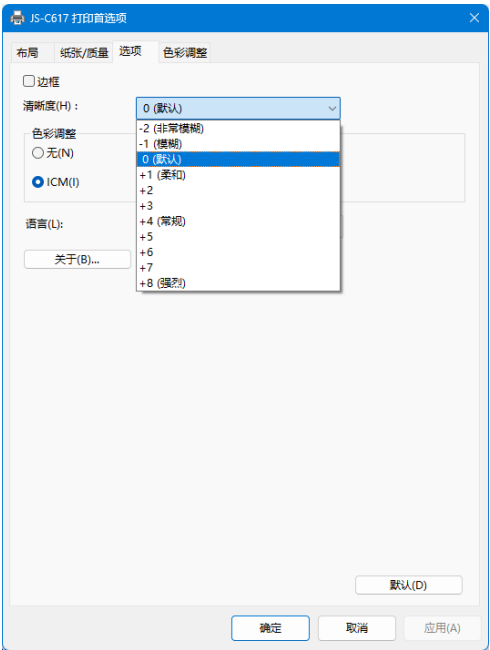 JS-C617 打印首选项
布局 纸张/质量 选项 色彩调整
边框
清晰度(H)： 0 (默认)
-2 (非常模糊)
-1 (模糊)
0 (默认)
+1 (柔和)
+2
+3
+4 (常规)
+5
+6
+7
+8 (强烈)
色彩调整
无(N)
ICM(I)
语言(L):
关于(B)...
默认(D)
确定 取消 应用(A)